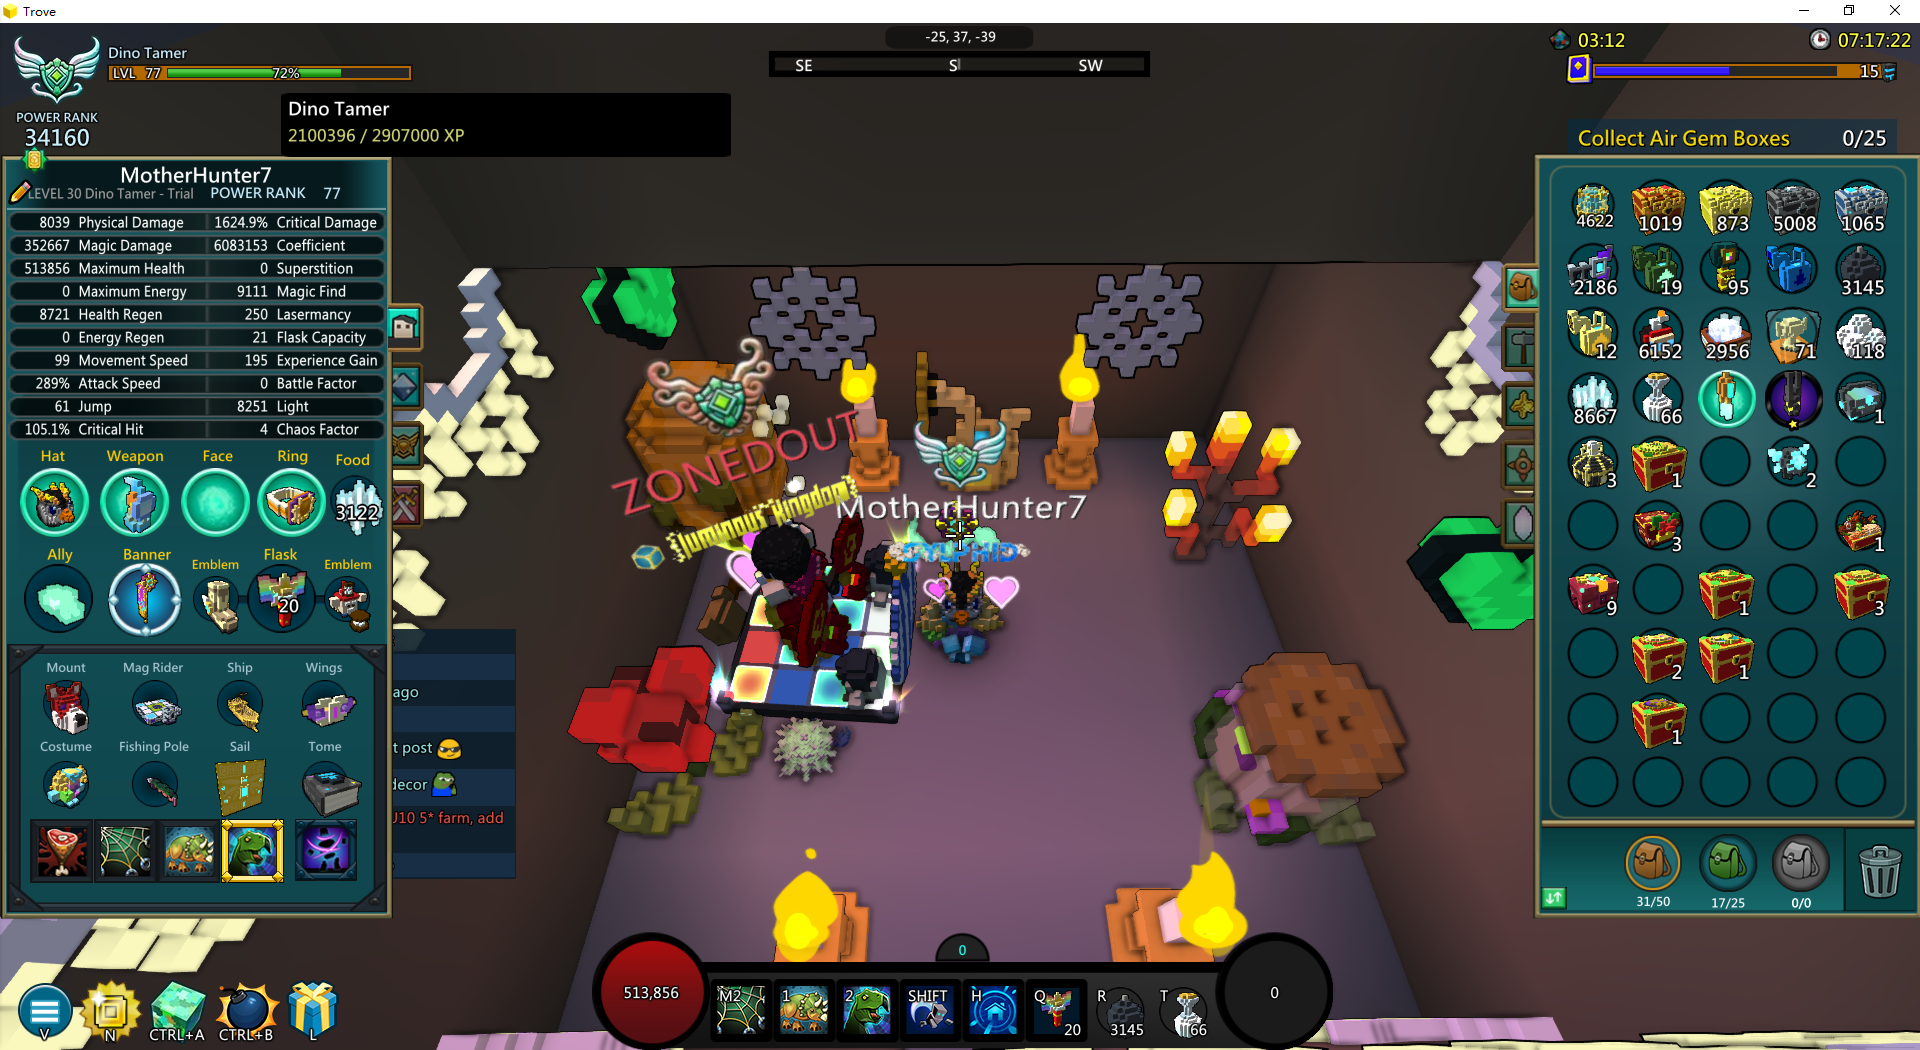 Trove
Dino Tamer
LVL 77
72%
POWER RANK
34160
Dino Tamer
2100396 / 2907000 XP
-25, 37, -39
SE
S
SW
03:12
07:17:22
15
Collect Air Gem Boxes 0/25
MotherHunter7
LEVEL 30 Dino Tamer - Trial POWER RANK 77
8039 Physical Damage 1624.9% Critical Damage
352667 Magic Damage 6083153 Coefficient
513856 Maximum Health 0 Superstition
0 Maximum Energy 9111 Magic Find
8721 Health Regen 250 Lasermancy
0 Energy Regen 21 Flask Capacity
99 Movement Speed 195 Experience Gain
289% Attack Speed 0 Battle Factor
61 Jump 8251 Light
105.1% Critical Hit 4 Chaos Factor
Hat Weapon Face Ring Food
3122
Ally Banner Emblem Flask Emblem
20
Mount Mag Rider Ship Wings
Costume Fishing Pole Sail Tome
ago
t post
decor
U10 5* farm, add
ZONEDOUT
Luminous Kingdom
MotherHunter7
4622 1019 873 5008 1065
2186 19 95 3145
12 6152 2956 71 118
8667 66 1
3 1 2
3 1
9 1 3
2 1
1
31/50 17/25 0/0
V N CTRL+A CTRL+B L
513,856
0
M2 1 2 SHIFT H Q 20 R 3145 T 66
0